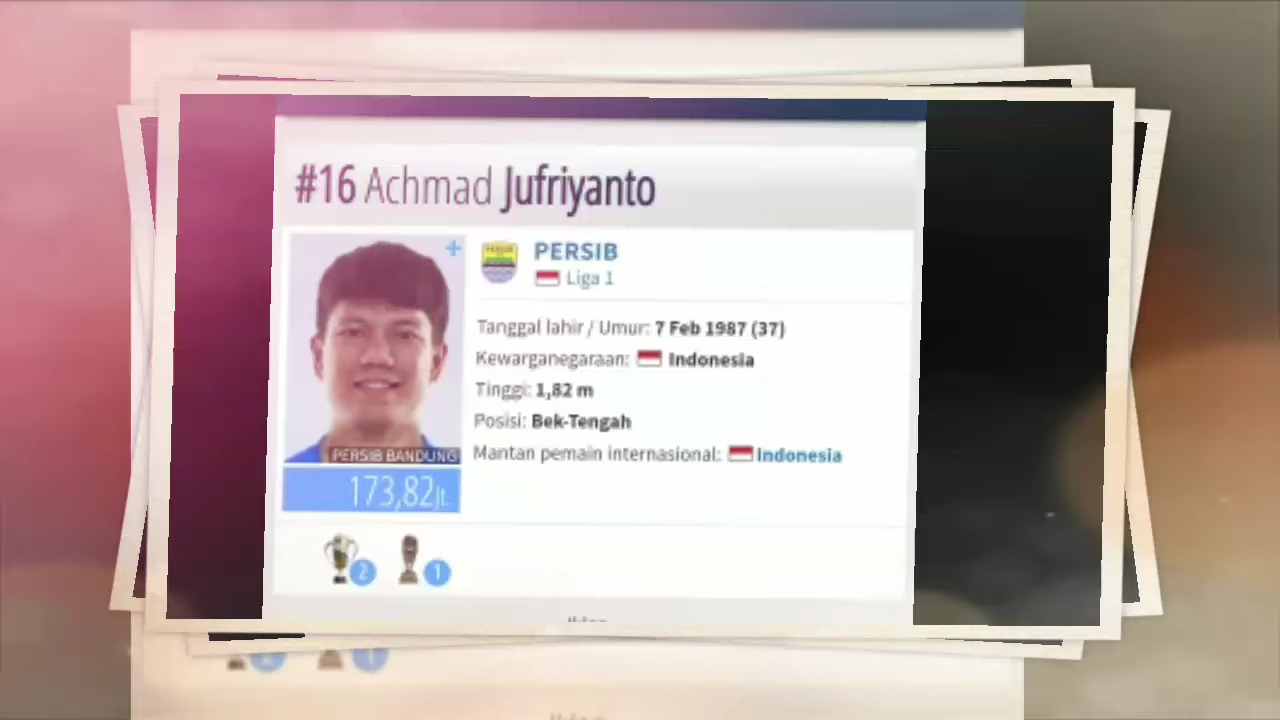 #16 Achmad Jufriyanto
PERSIB
Liga 1
Tanggal lahir / Umur: 7 Feb 1987 (37)
Kewarganegaraan: Indonesia
Tinggi: 1,82 m
Posisi: Bek-Tengah
Mantan pemain internasional: Indonesia
PERSIB BANDUNG
173,82Jt.
2
1